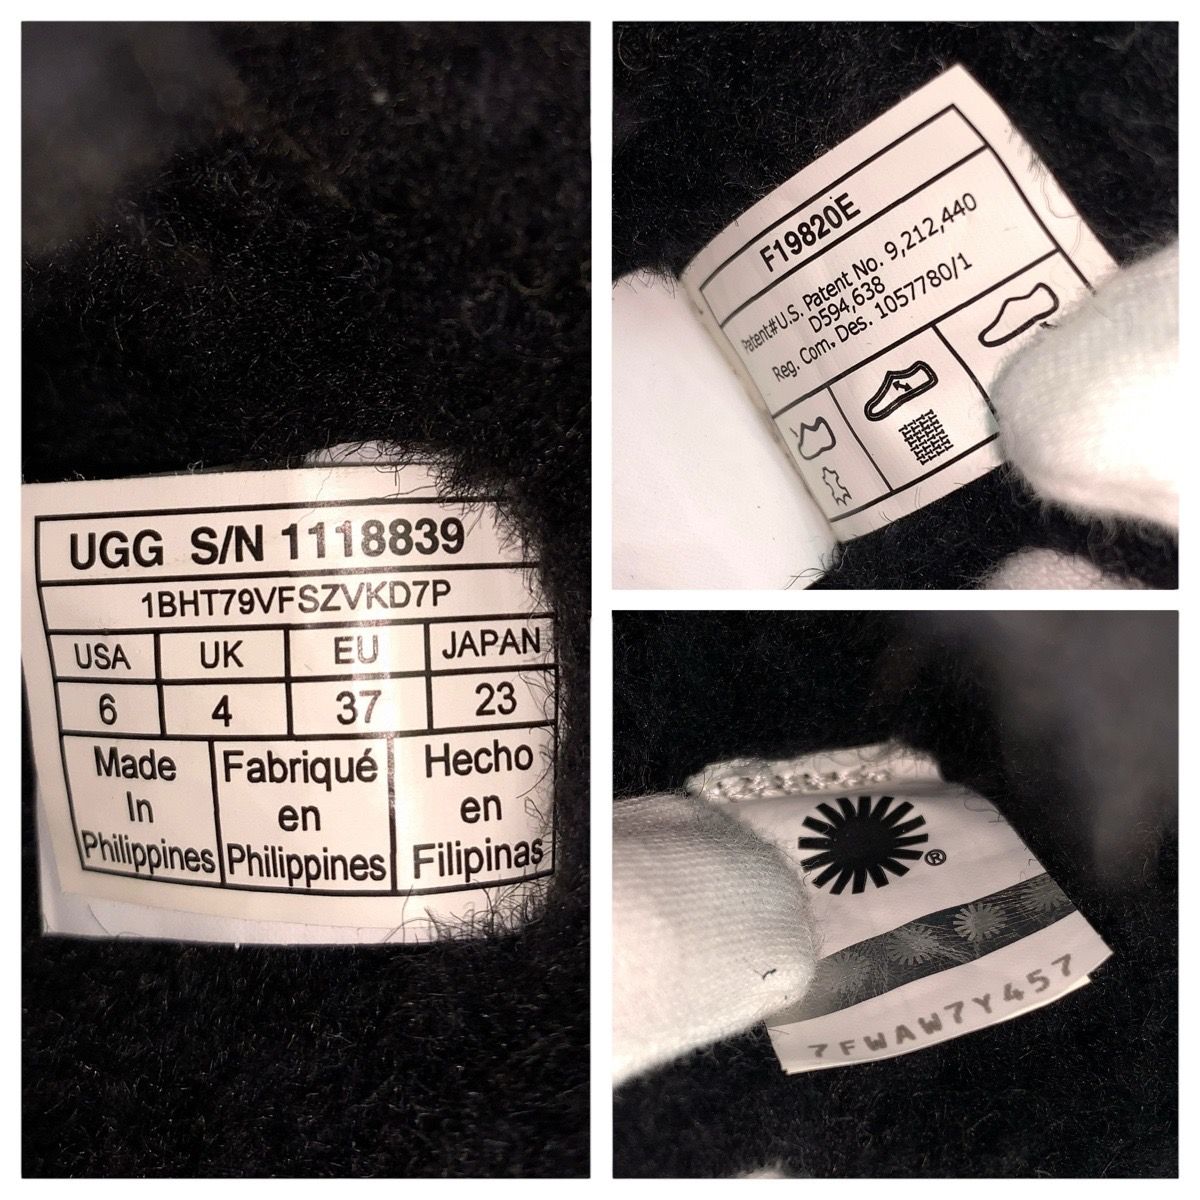 UGG S/N 1118839
1BHT79VFSZVKD7P
USA UK EU JAPAN
6 4 37 23
Made In Philippines
Fabriqué en Philippines
Hecho en Filipinas
F19820E
Patent#U.S. Patent No. 9,212,440
D594,638
Reg. Com. Des. 1057780/1
®
7FWAW7Y457